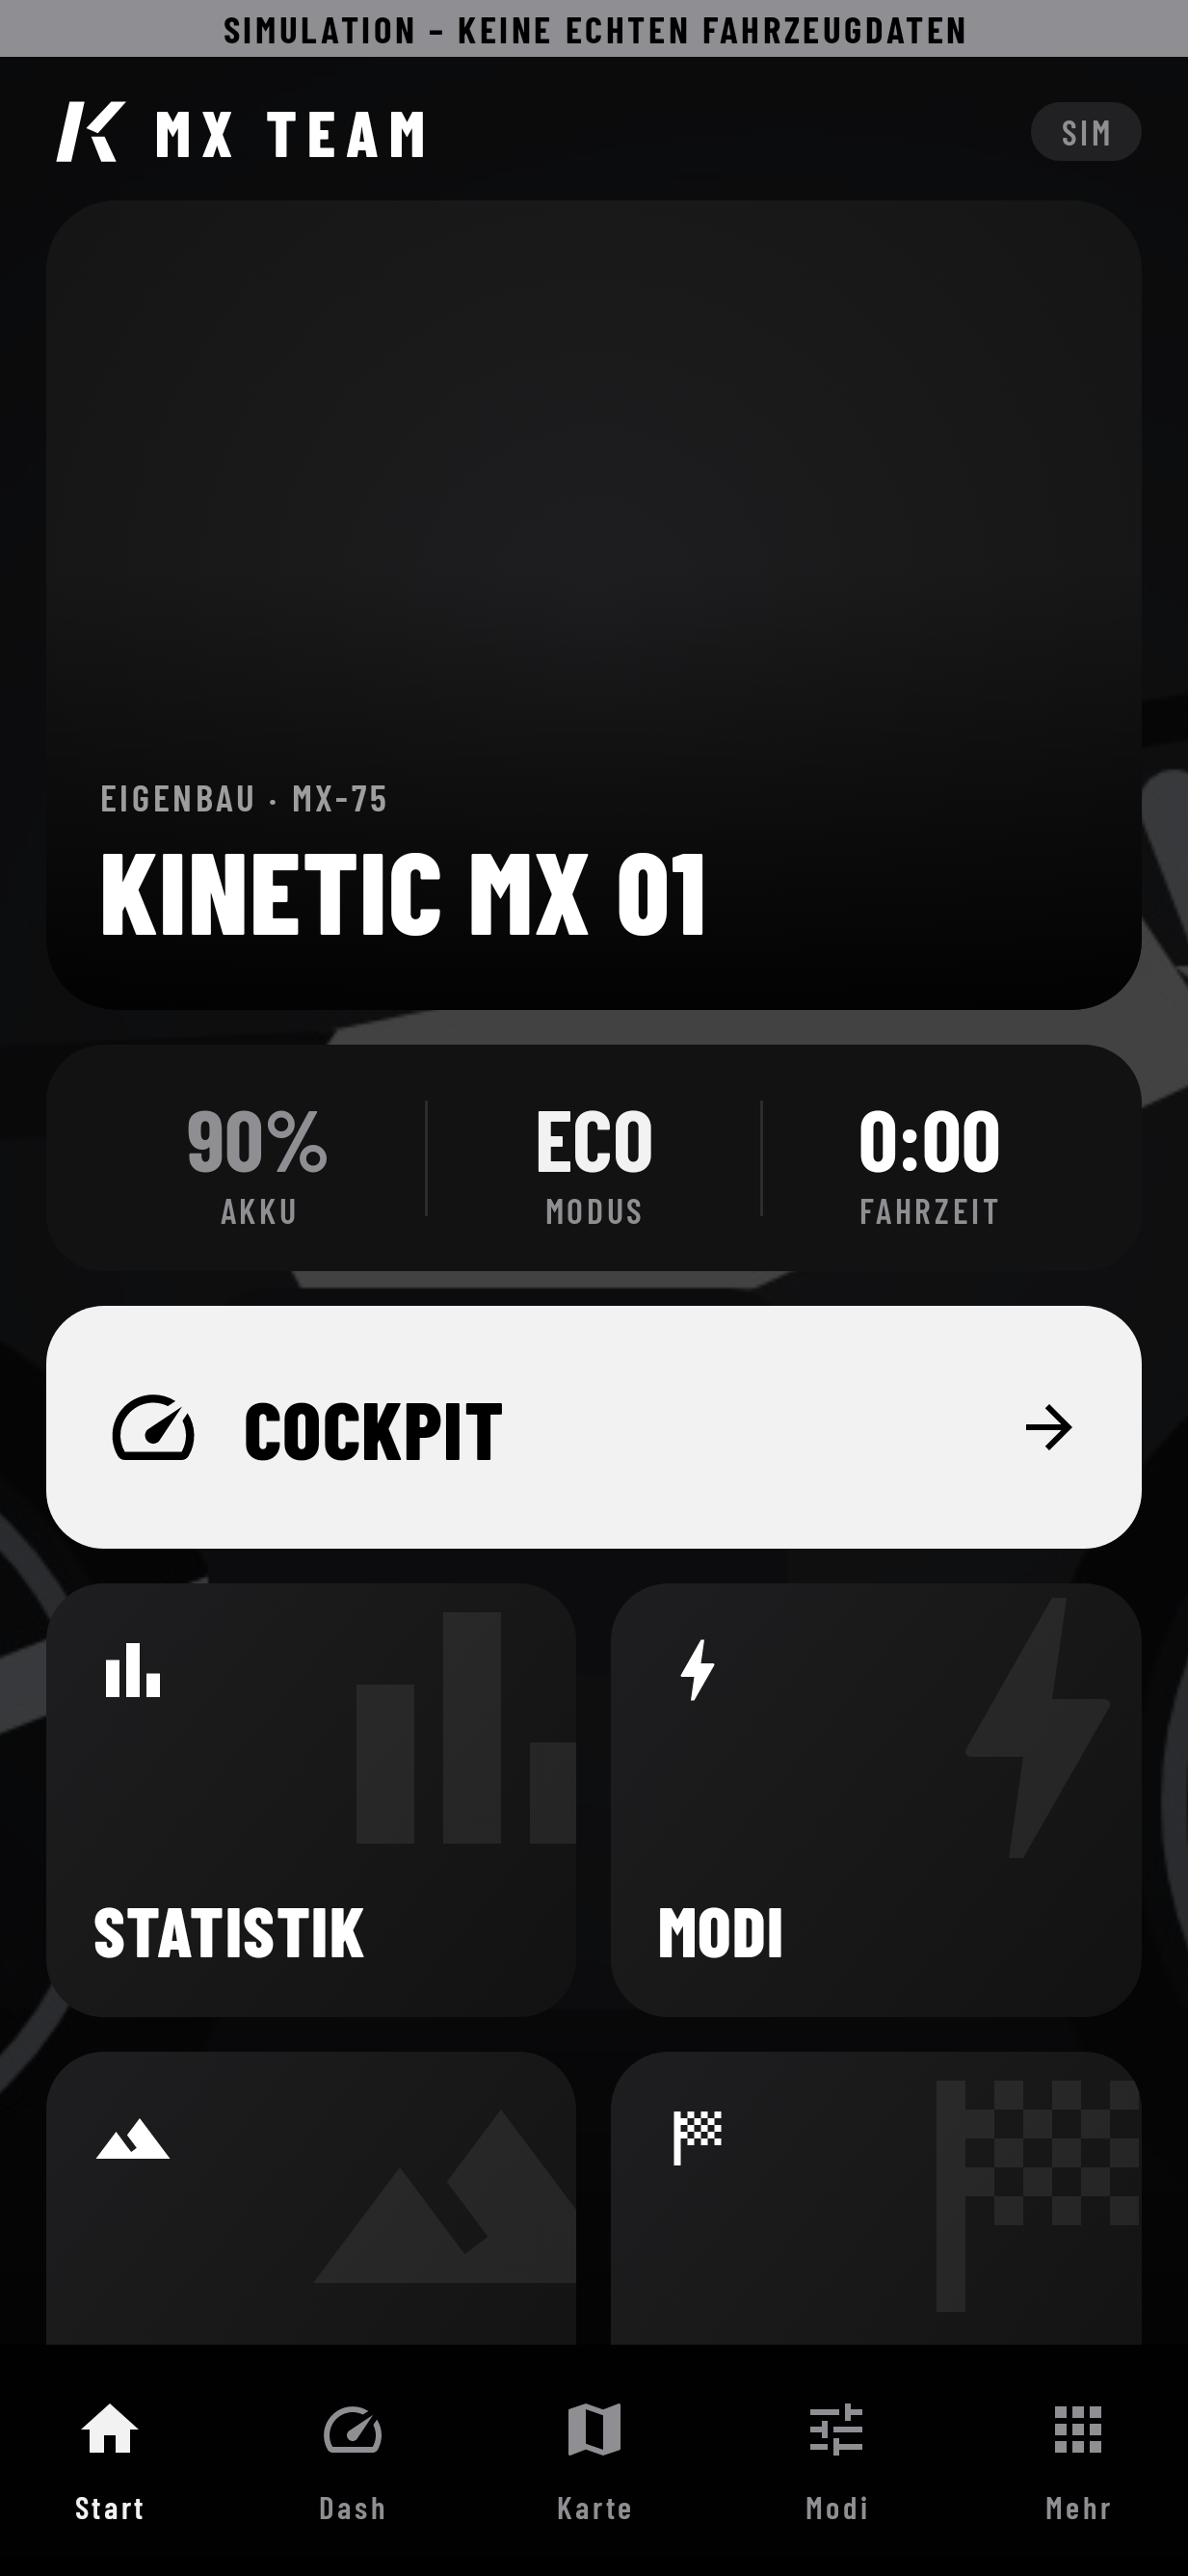 SIMULATION – KEINE ECHTEN FAHRZEUGDATEN
MX TEAM
SIM
EIGENBAU · MX-75
KINETIC MX 01
90% ECO 0:00
AKKU MODUS FAHRZEIT
COCKPIT
STATISTIK MODI
Start Dash Karte Modi Mehr